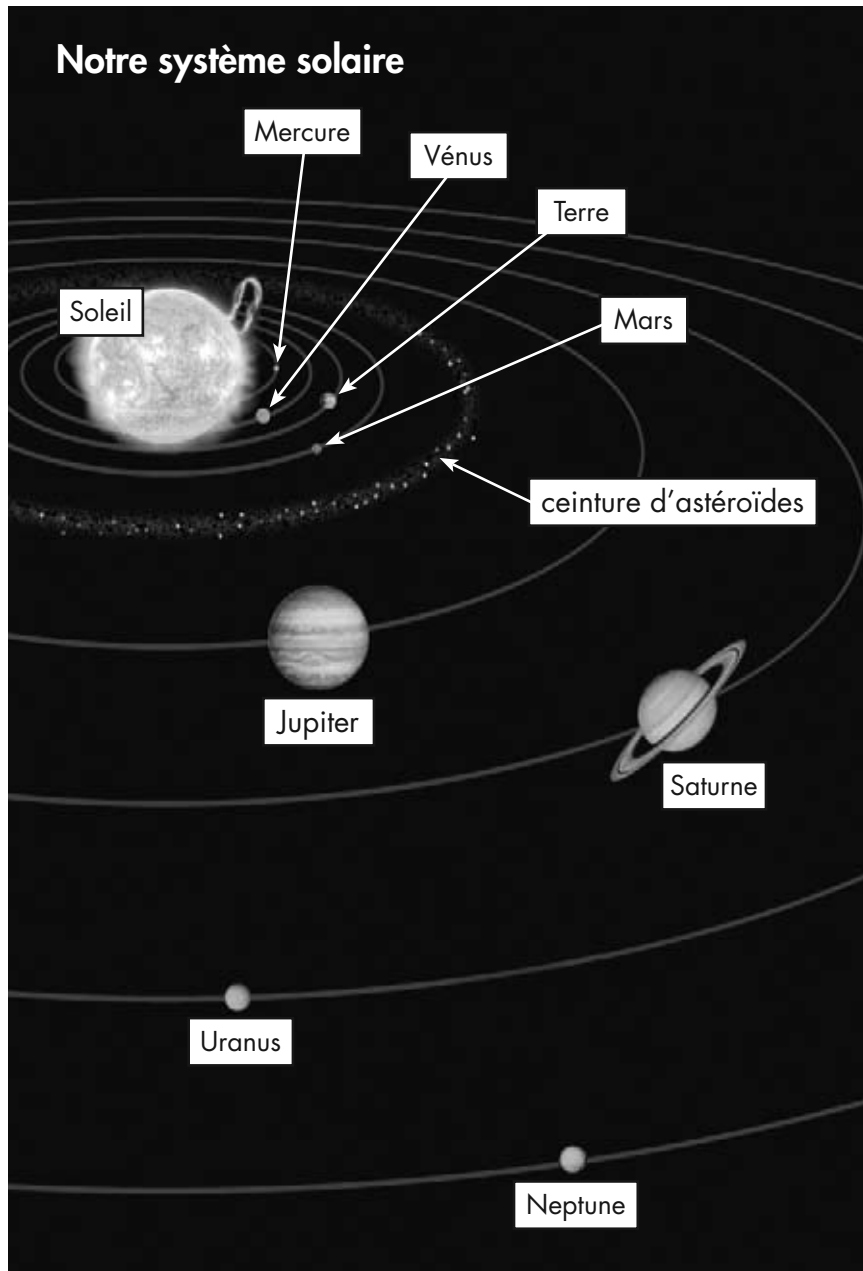 Notre système solaire
Mercure
Vénus
Terre
Soleil
Mars
ceinture d'astéroïdes
Jupiter
Saturne
Uranus
Neptune